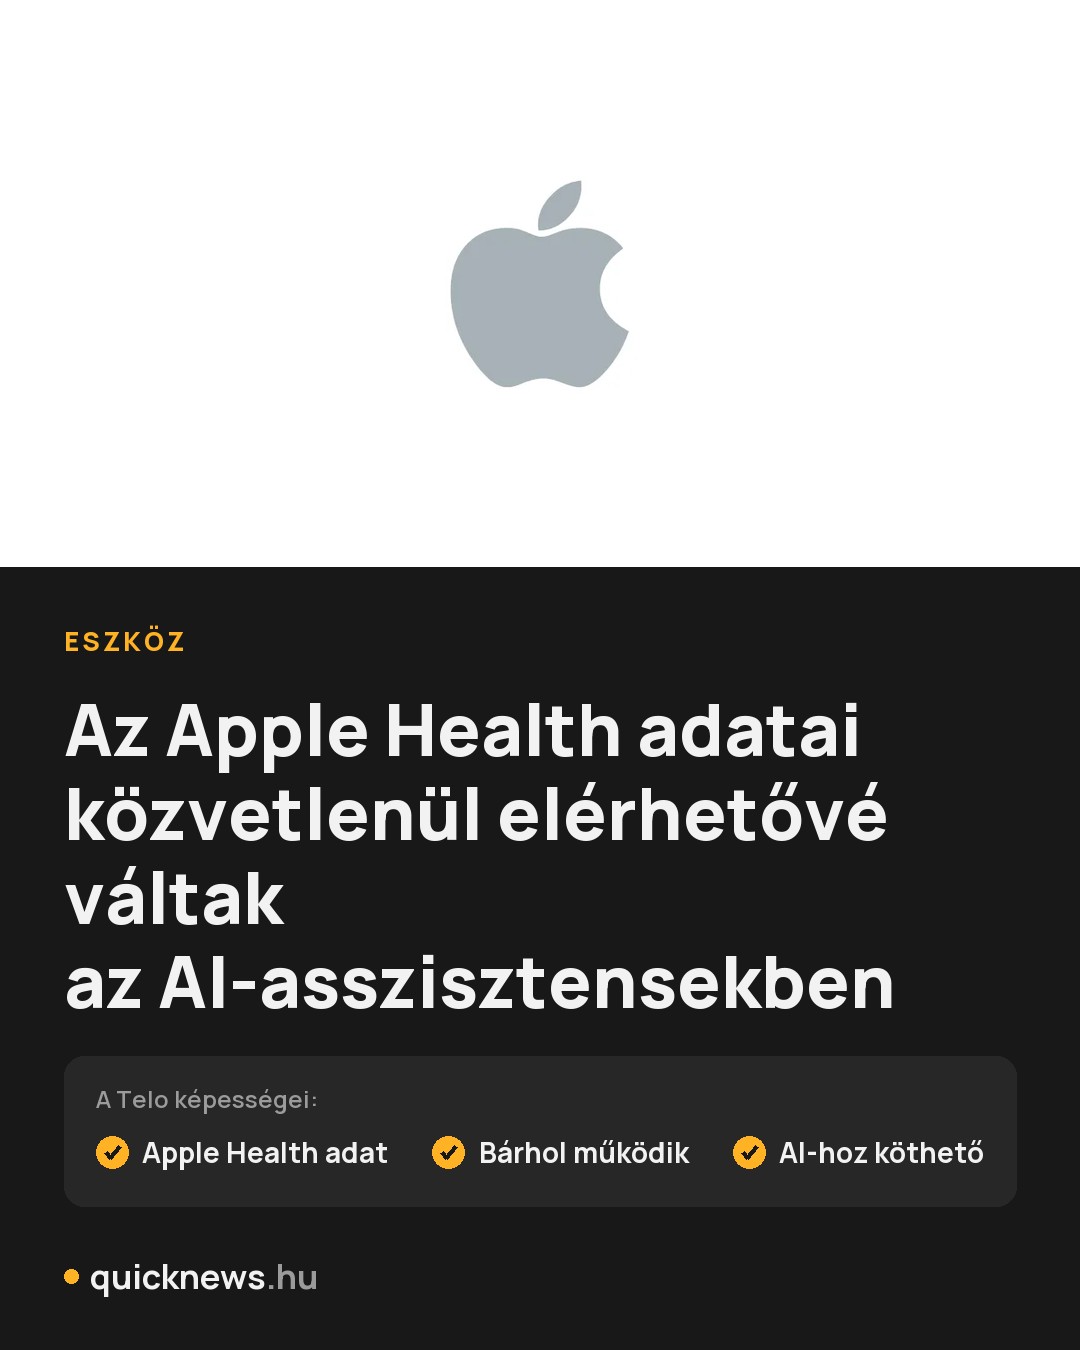 ESZKÖZ
Az Apple Health adatai
közvetlenül elérhetővé
váltak
az AI-asszisztensekben
A Telo képességei:
Apple Health adat
Bárhol működik
AI-hoz köthető
quicknews.hu